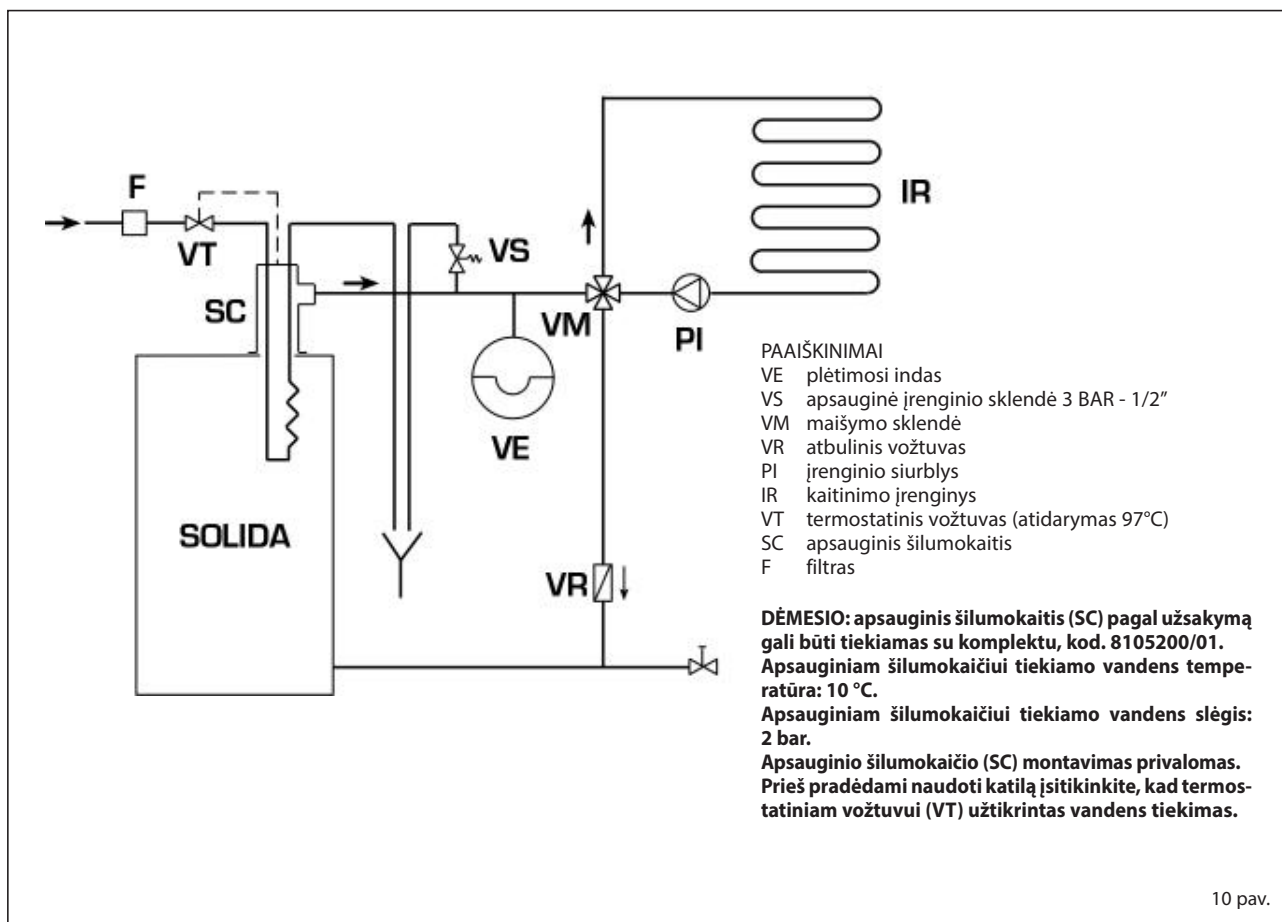 F
VT
SC
VS
VM
PI
IR
VE
SOLIDA
VR
PAAIŠKINIMAI
VE plėtimosi indas
VS apsauginė įrenginio sklendė 3 BAR - 1/2"
VM maišymo sklendė
VR atbulinis vožtuvas
PI įrenginio siurblys
IR kaitinimo įrenginys
VT termostatinis vožtuvas (atidarymas 97°C)
SC apsauginis šilumokaitis
F filtras
DĖMESIO: apsauginis šilumokaitis (SC) pagal užsakymą
gali būti tiekiamas su komplektu, kod. 8105200/01.
Apsauginiam šilumokaičiui tiekiamo vandens tempe-
ratūra: 10 °C.
Apsauginiam šilumokaičiui tiekiamo vandens slėgis:
2 bar.
Apsauginio šilumokaičio (SC) montavimas privalomas.
Prieš pradėdami naudoti katilą įsitikinkite, kad termos-
tatiniam vožtuvui (VT) užtikrintas vandens tiekimas.
10 pav.